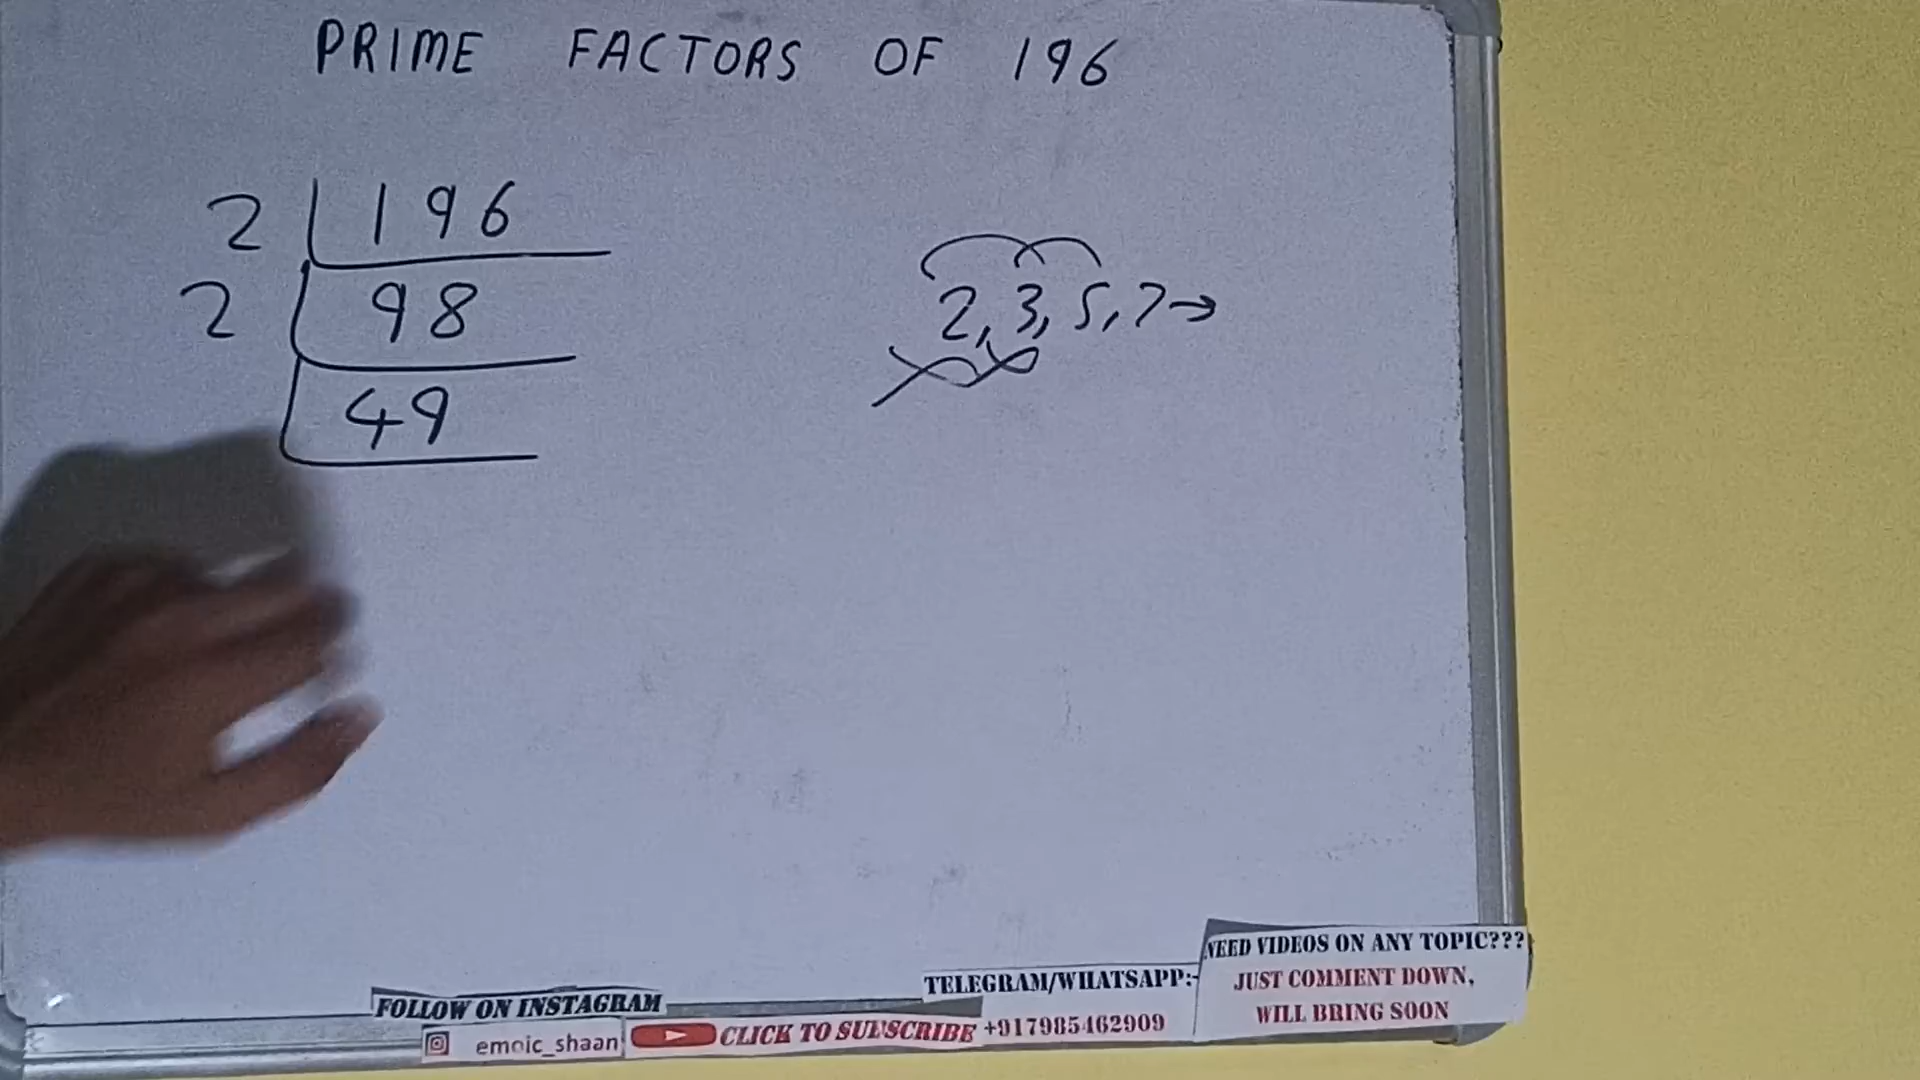 PRIME FACTORS OF 196
2 196
2 98
49
2, 3, 5, 7→
NEED VIDEOS ON ANY TOPIC???
JUST COMMENT DOWN,
WILL BRING SOON
TELEGRAM/WHATSAPP:-
+917985462909
FOLLOW ON INSTAGRAM
emoic_shaan
CLICK TO SUBSCRIBE